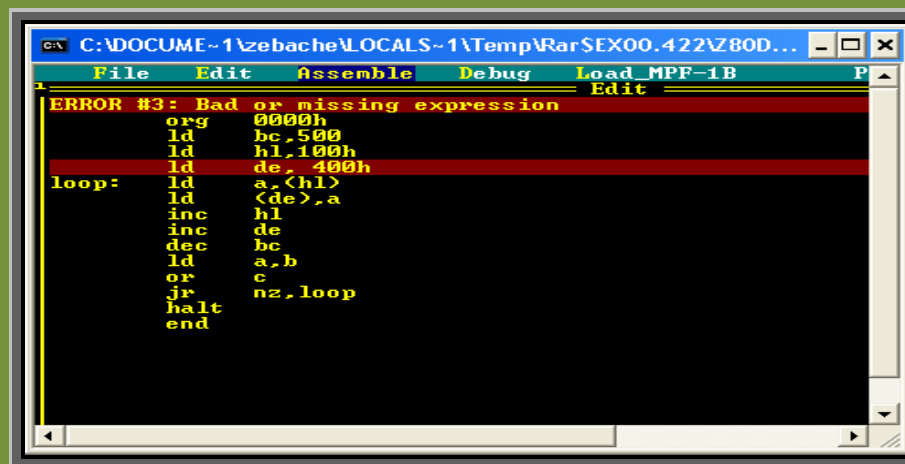 C:\DOCUME~1\zebache\LOCALS~1\Temp\Rar$EX00.422\Z80D...
File Edit Assemble Debug Load_MPF-1B P
1 Edit
ERROR #3: Bad or missing expression
org 0000h
ld bc,500
ld hl,100h
ld de, 400h
loop: ld a,(hl)
ld (de),a
inc hl
inc de
dec bc
ld a,b
or c
jr nz,loop
halt
end